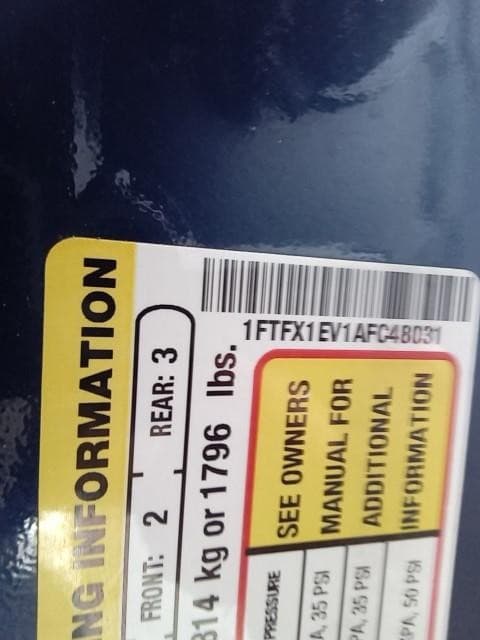 NG INFORMATION
FRONT: 2 REAR: 3
814 kg or 1796 lbs.
1FTFX1EV1AFC48031
PRESSURE
SEE OWNERS
MANUAL FOR
ADDITIONAL
INFORMATION
A, 35 PSI
PA, 35 PSI
PA, 50 PSI